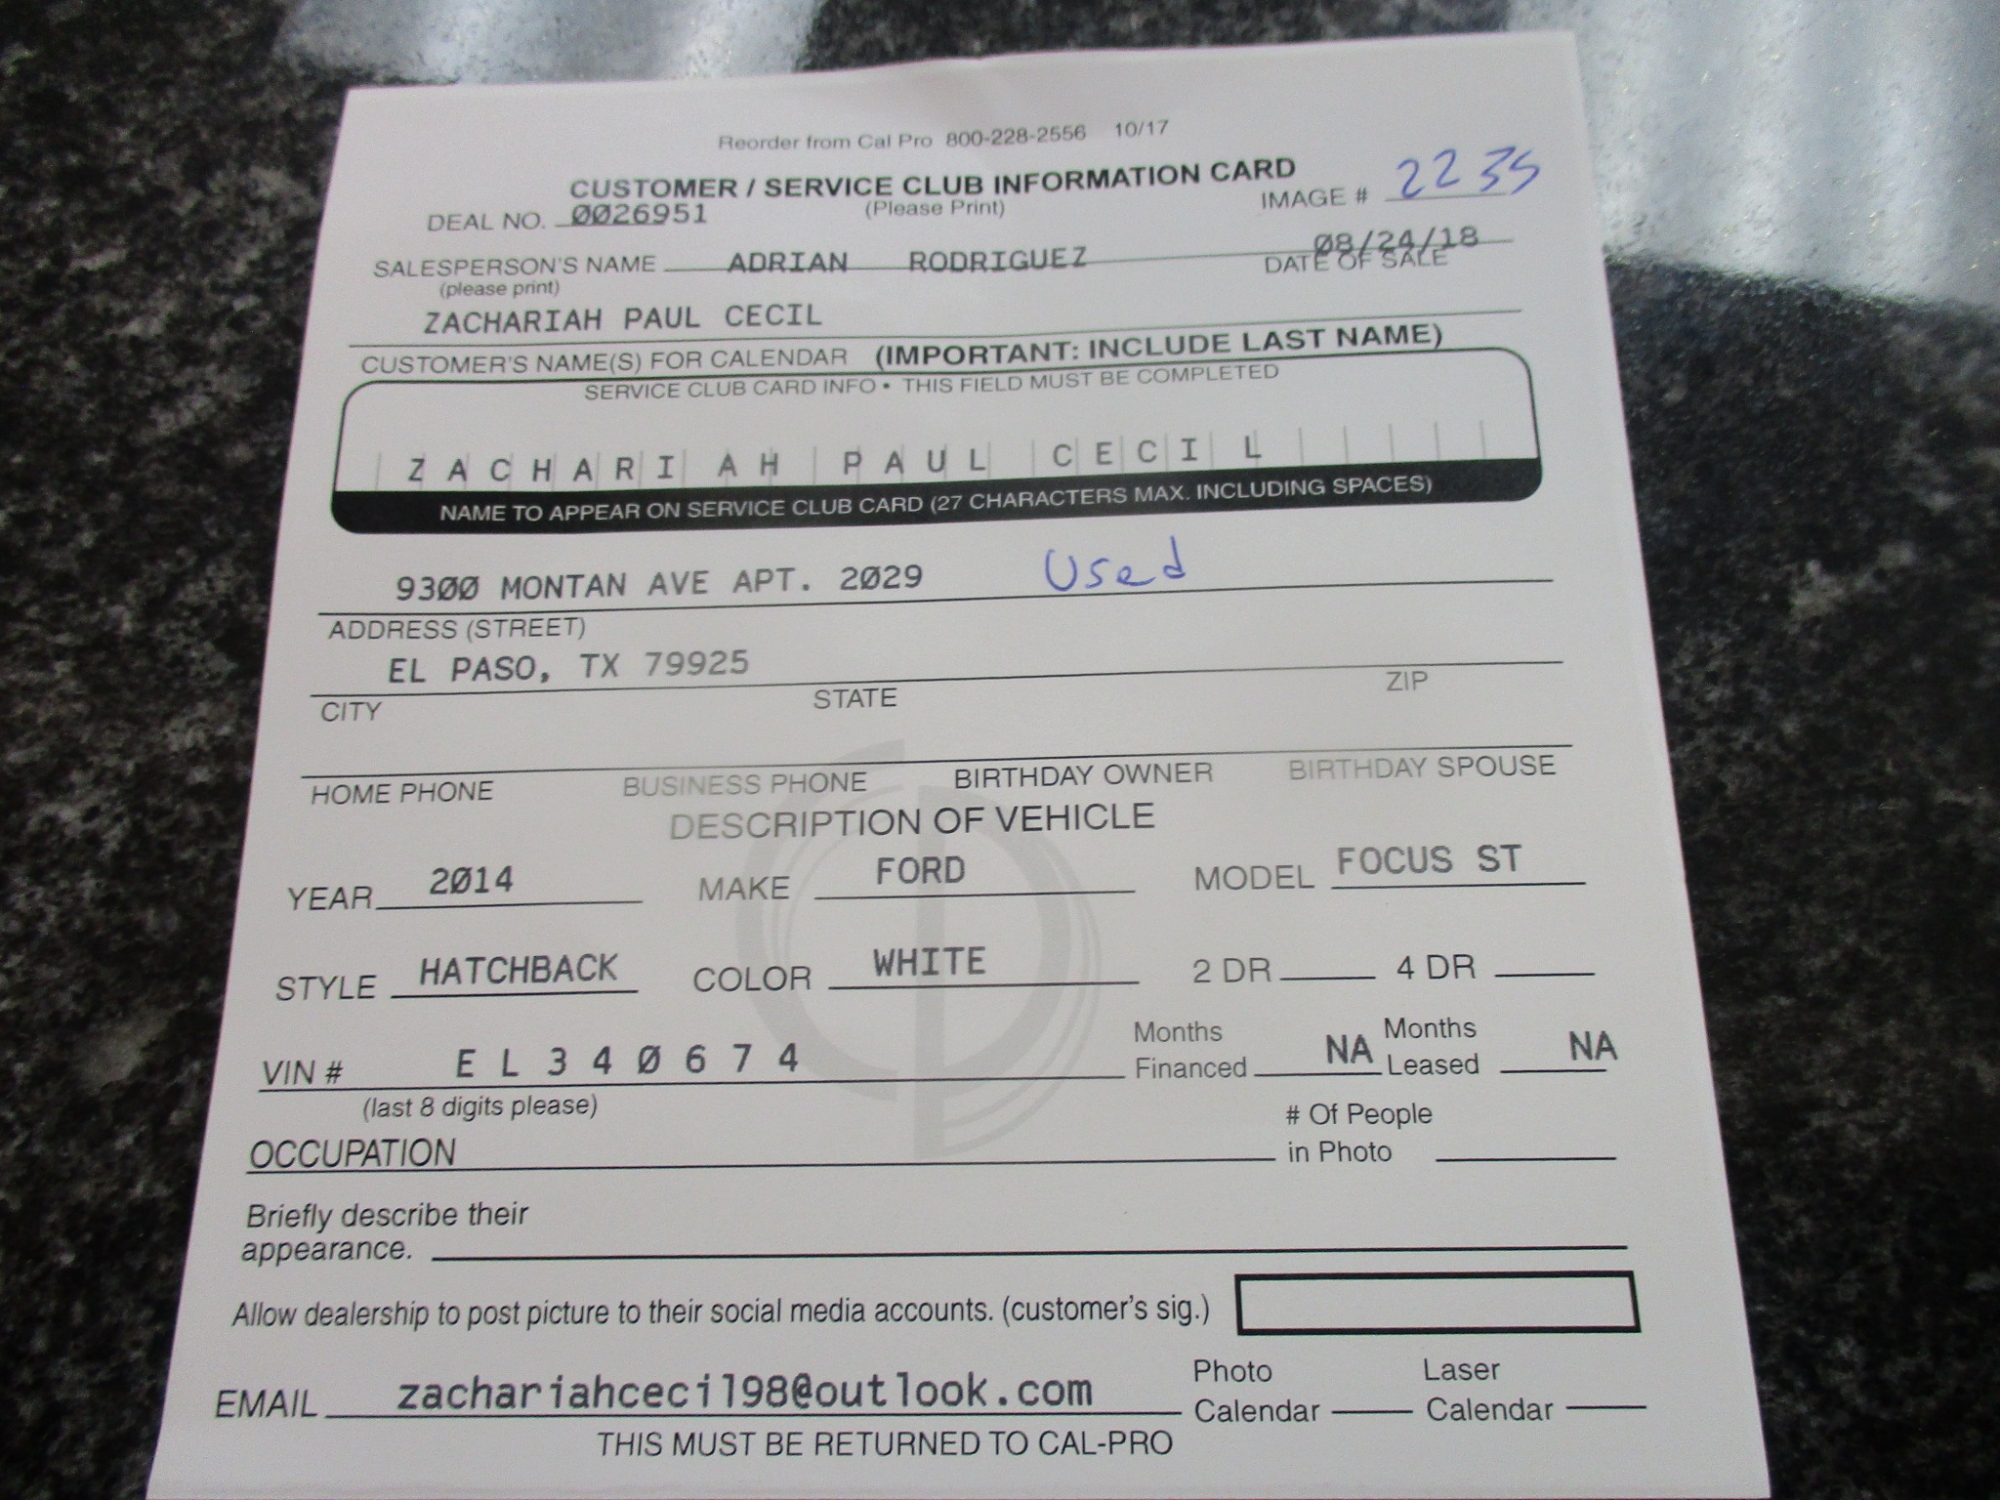 Reorder from Cal Pro 800-228-2556 10/17
CUSTOMER / SERVICE CLUB INFORMATION CARD
(Please Print)
DEAL NO. 0026951
IMAGE # 2235
SALESPERSON'S NAME ADRIAN RODRIGUEZ
(please print)
08/24/18
DATE OF SALE
ZACHARIAH PAUL CECIL
CUSTOMER'S NAME(S) FOR CALENDAR (IMPORTANT: INCLUDE LAST NAME)
SERVICE CLUB CARD INFO • THIS FIELD MUST BE COMPLETED
ZACHARIAH PAUL CECIL
NAME TO APPEAR ON SERVICE CLUB CARD (27 CHARACTERS MAX. INCLUDING SPACES)
9300 MONTAN AVE APT. 2029 Used
ADDRESS (STREET)
EL PASO, TX 79925
CITY STATE ZIP
HOME PHONE BUSINESS PHONE BIRTHDAY OWNER BIRTHDAY SPOUSE
DESCRIPTION OF VEHICLE
YEAR 2014 MAKE FORD MODEL FOCUS ST
STYLE HATCHBACK COLOR WHITE 2 DR 4 DR
VIN # EL340674 Months Financed NA Months Leased NA
(last 8 digits please)
OCCUPATION # Of People in Photo
Briefly describe their
appearance.
Allow dealership to post picture to their social media accounts. (customer's sig.)
EMAIL zachariahcecil98@outlook.com Photo Calendar Laser Calendar
THIS MUST BE RETURNED TO CAL-PRO